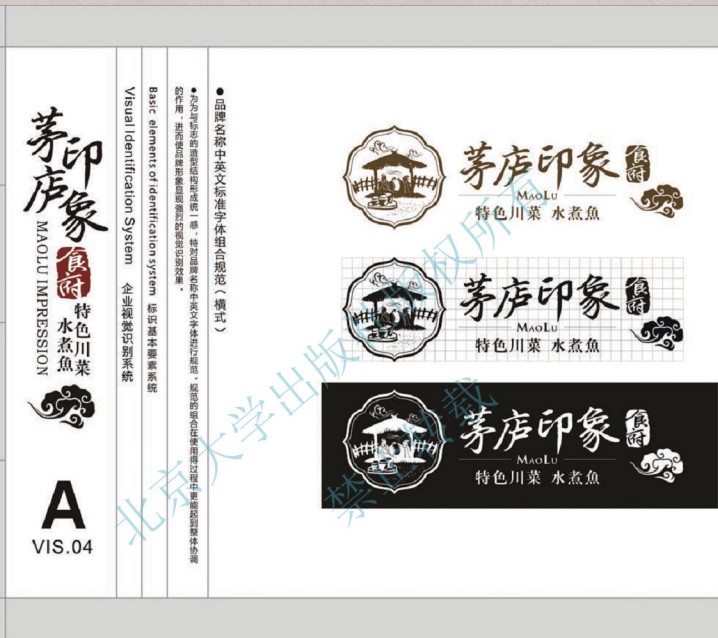 茅庐印象
食府
MAOLU IMPRESSION
特色川菜
水煮鱼
A
VIS.04
Visual Identification System 企业视觉识别系统
Basic elements of identification system 标识基本要素系统
●品牌名称中英文标准字体组合规范（横式）
●为为与标志的造型结构形成统一感，特对品牌名称中英文字体进行规范。规范的组合在使用得过程中更能起到整体协调
的作用，进而使品牌形象显现强烈的视觉识别效果。
茅庐印象
食府
MAOLU
特色川菜 水煮魚
茅庐印象
食府
MAOLU
特色川菜 水煮魚
茅庐印象
食府
MAOLU
特色川菜 水煮魚
北京大学出版社版权所有
禁止转载